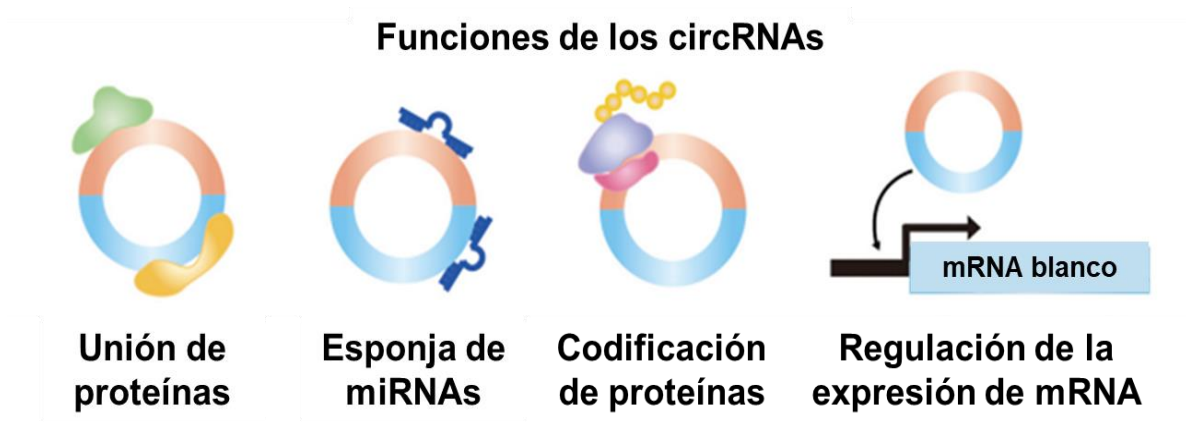 Funciones de los circRNAs
mRNA blanco
Unión de
proteínas
Esponja de
miRNAs
Codificación
de proteínas
Regulación de la
expresión de mRNA